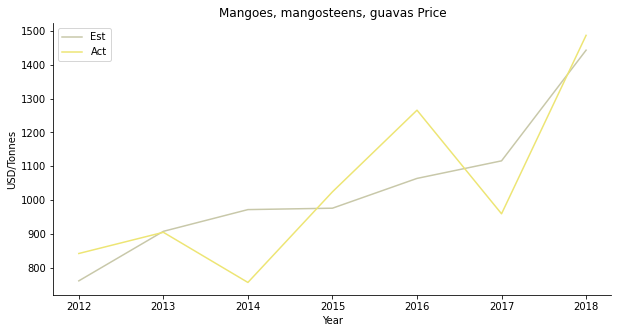 Mangoes, mangosteens, guavas Price
Est
Act
1500
1400
1300
1200
1100
1000
900
800
USD/Tonnes
2012 2013 2014 2015 2016 2017 2018
Year